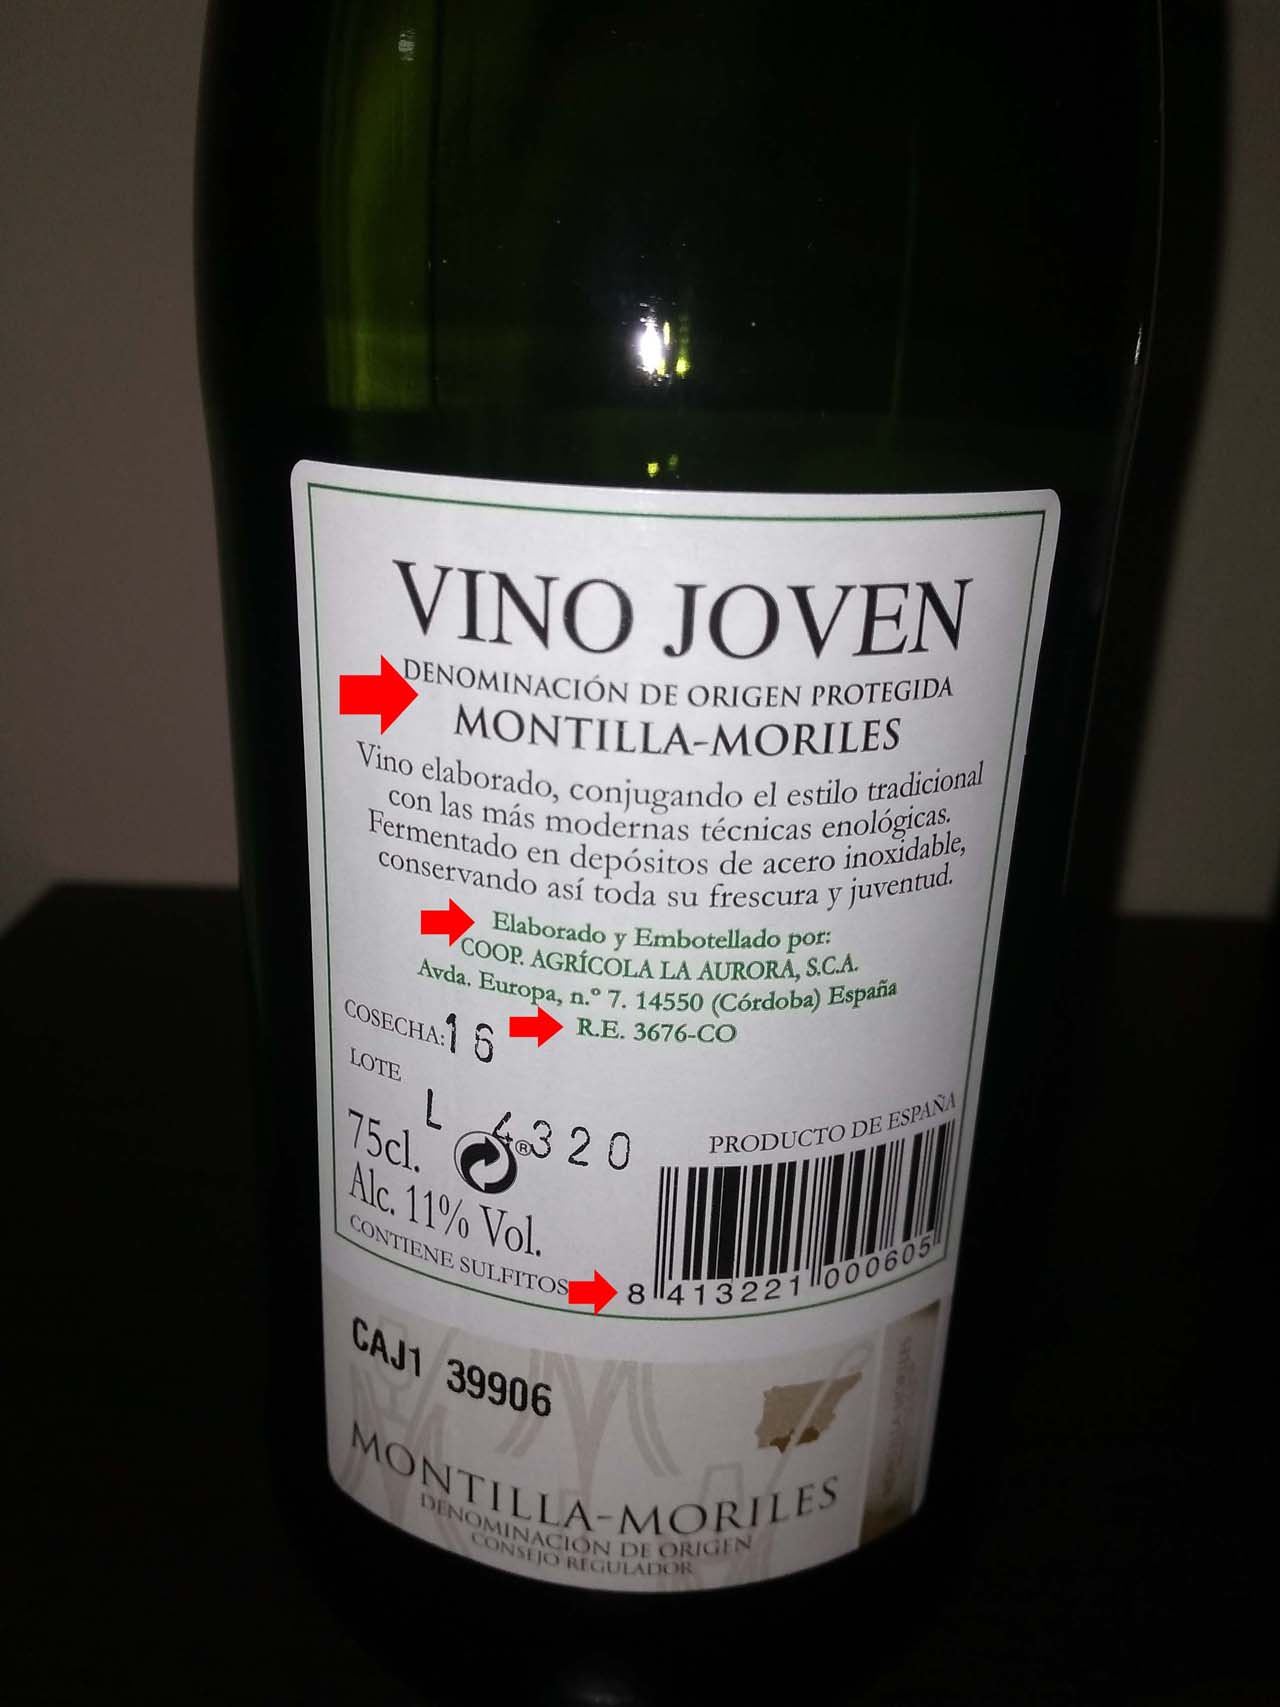 VINO JOVEN
DENOMINACIÓN DE ORIGEN PROTEGIDA
MONTILLA-MORILES
Vino elaborado, conjugando el estilo tradicional
con las más modernas técnicas enológicas.
Fermentado en depósitos de acero inoxidable,
conservando así toda su frescura y juventud.
Elaborado y Embotellado por:
COOP. AGRÍCOLA LA AURORA, S.C.A.
Avda. Europa, n.º 7. 14550 (Córdoba) España
R.E. 3676-CO
COSECHA: 16
LOTE
L 4320
75cl.
®
Alc. 11% Vol.
CONTIENE SULFITOS
PRODUCTO DE ESPAÑA
8 413221 000605
CAJ1 39906
MONTILLA-MORILES
DENOMINACIÓN DE ORIGEN
CONSEJO REGULADOR